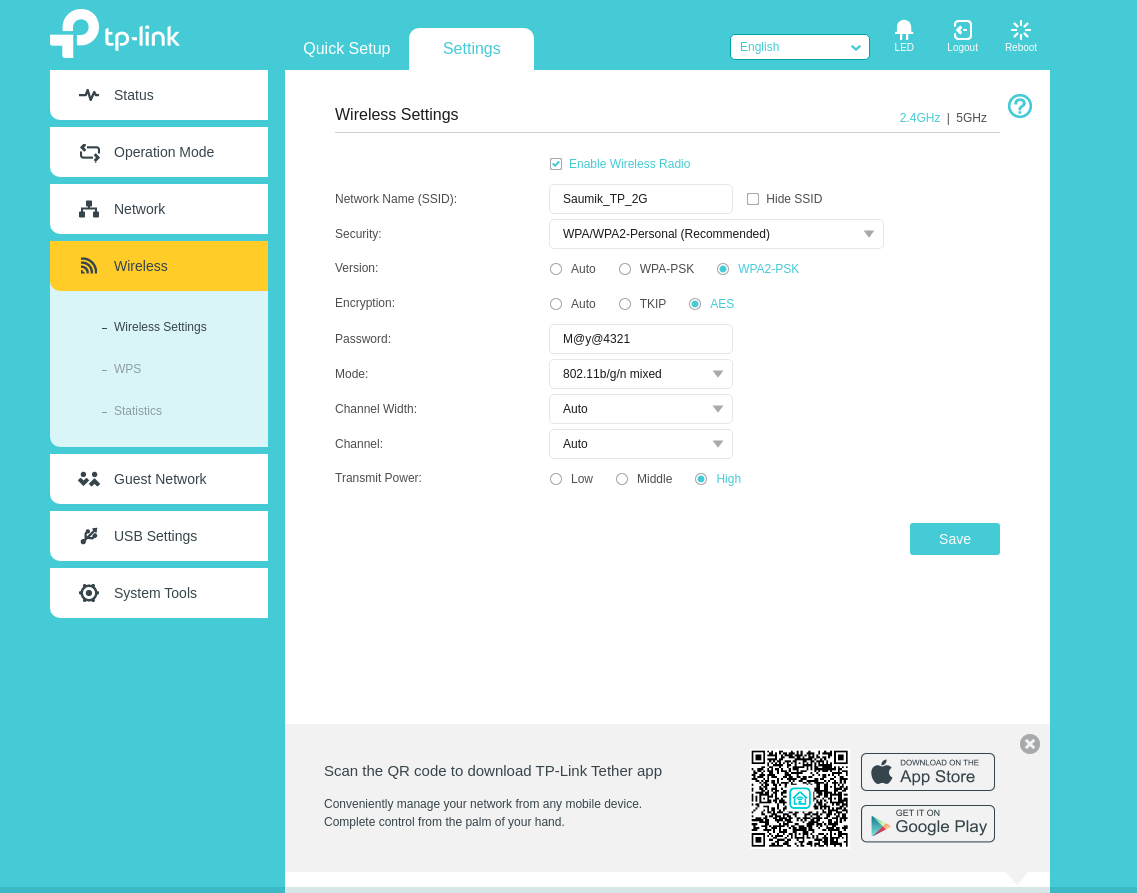 tp-link
Quick Setup
Settings
English
LED
Logout
Reboot
Status
Operation Mode
Network
Wireless
Wireless Settings
WPS
Statistics
Guest Network
USB Settings
System Tools
Wireless Settings
2.4GHz | 5GHz
Enable Wireless Radio
Network Name (SSID): Saumik_TP_2G Hide SSID
Security: WPA/WPA2-Personal (Recommended)
Version: Auto WPA-PSK WPA2-PSK
Encryption: Auto TKIP AES
Password: M@y@4321
Mode: 802.11b/g/n mixed
Channel Width: Auto
Channel: Auto
Transmit Power: Low Middle High
Save
Scan the QR code to download TP-Link Tether app
Conveniently manage your network from any mobile device.
Complete control from the palm of your hand.
DOWNLOAD ON THE
App Store
GET IT ON
Google Play